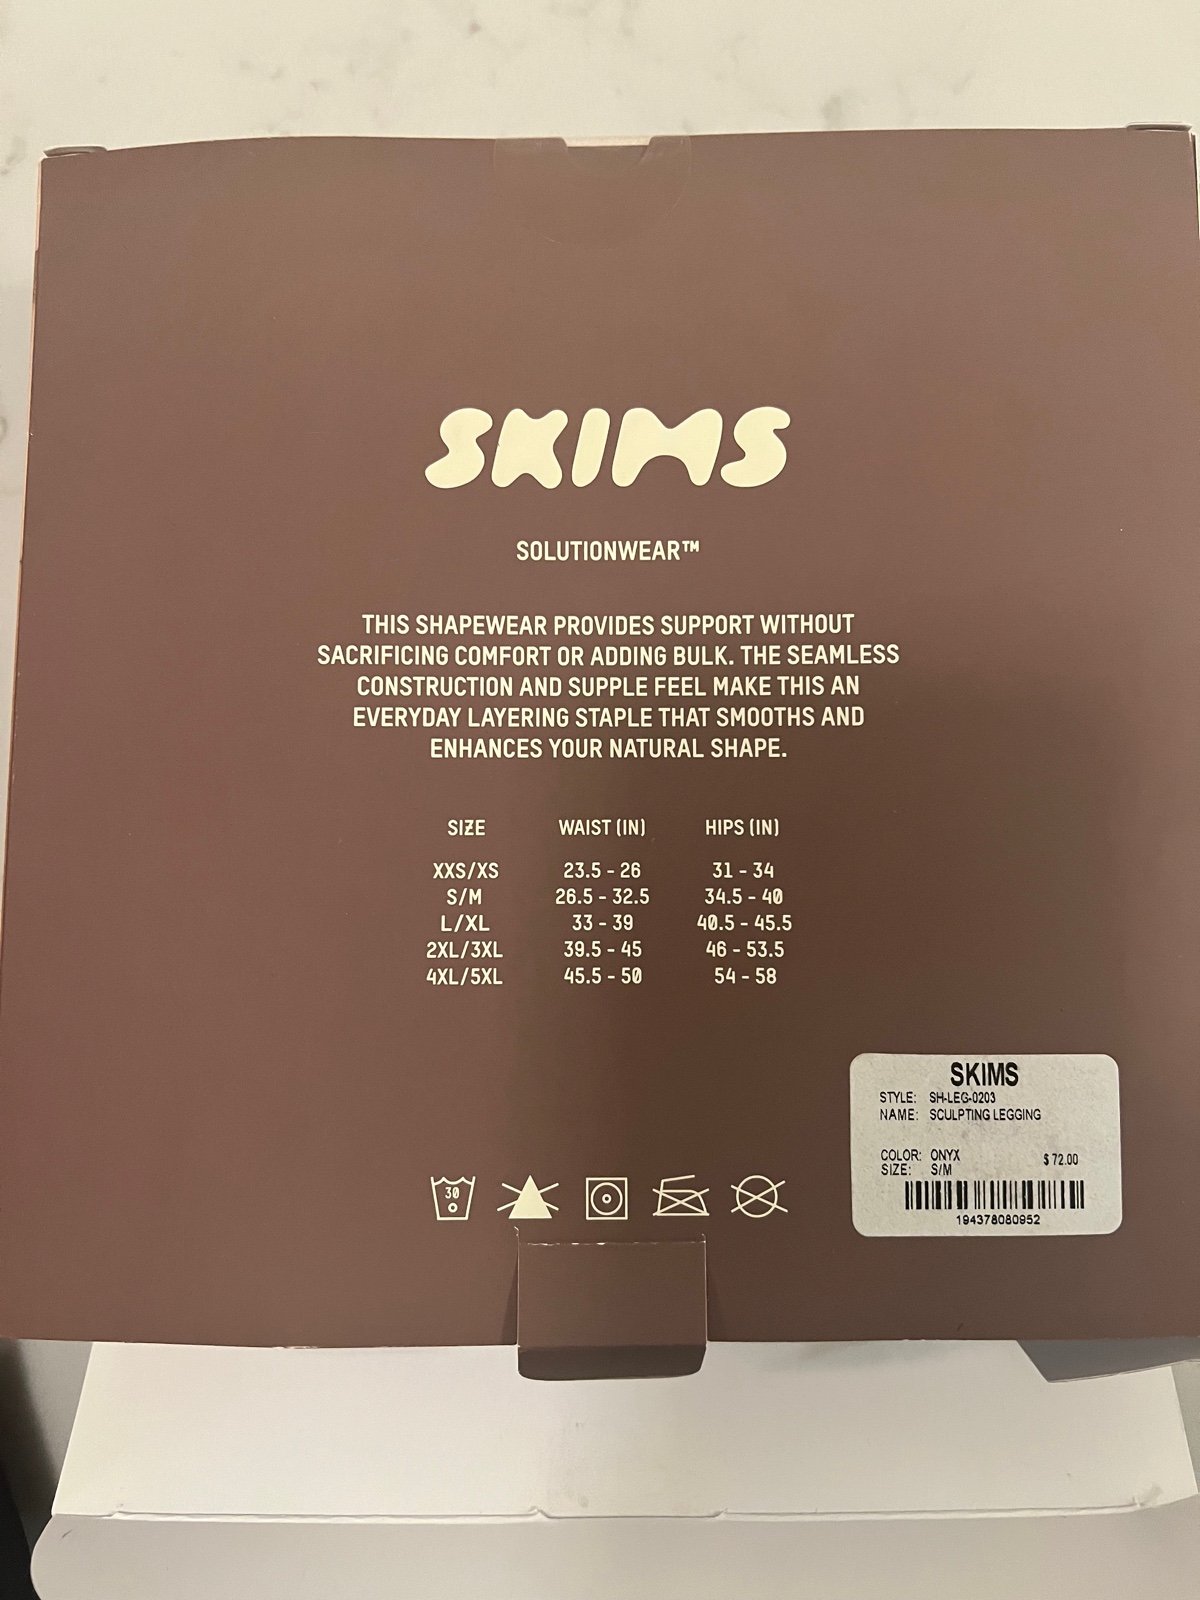 SKIMS
SOLUTIONWEAR™
THIS SHAPEWEAR PROVIDES SUPPORT WITHOUT
SACRIFICING COMFORT OR ADDING BULK. THE SEAMLESS
CONSTRUCTION AND SUPPLE FEEL MAKE THIS AN
EVERYDAY LAYERING STAPLE THAT SMOOTHS AND
ENHANCES YOUR NATURAL SHAPE.
SIZE WAIST (IN) HIPS (IN)
XXS/XS 23.5 - 26 31 - 34
S/M 26.5 - 32.5 34.5 - 40
L/XL 33 - 39 40.5 - 45.5
2XL/3XL 39.5 - 45 46 - 53.5
4XL/5XL 45.5 - 50 54 - 58
30
SKIMS
STYLE: SH-LEG-0203
NAME: SCULPTING LEGGING
COLOR: ONYX $72.00
SIZE: S/M
194378080952